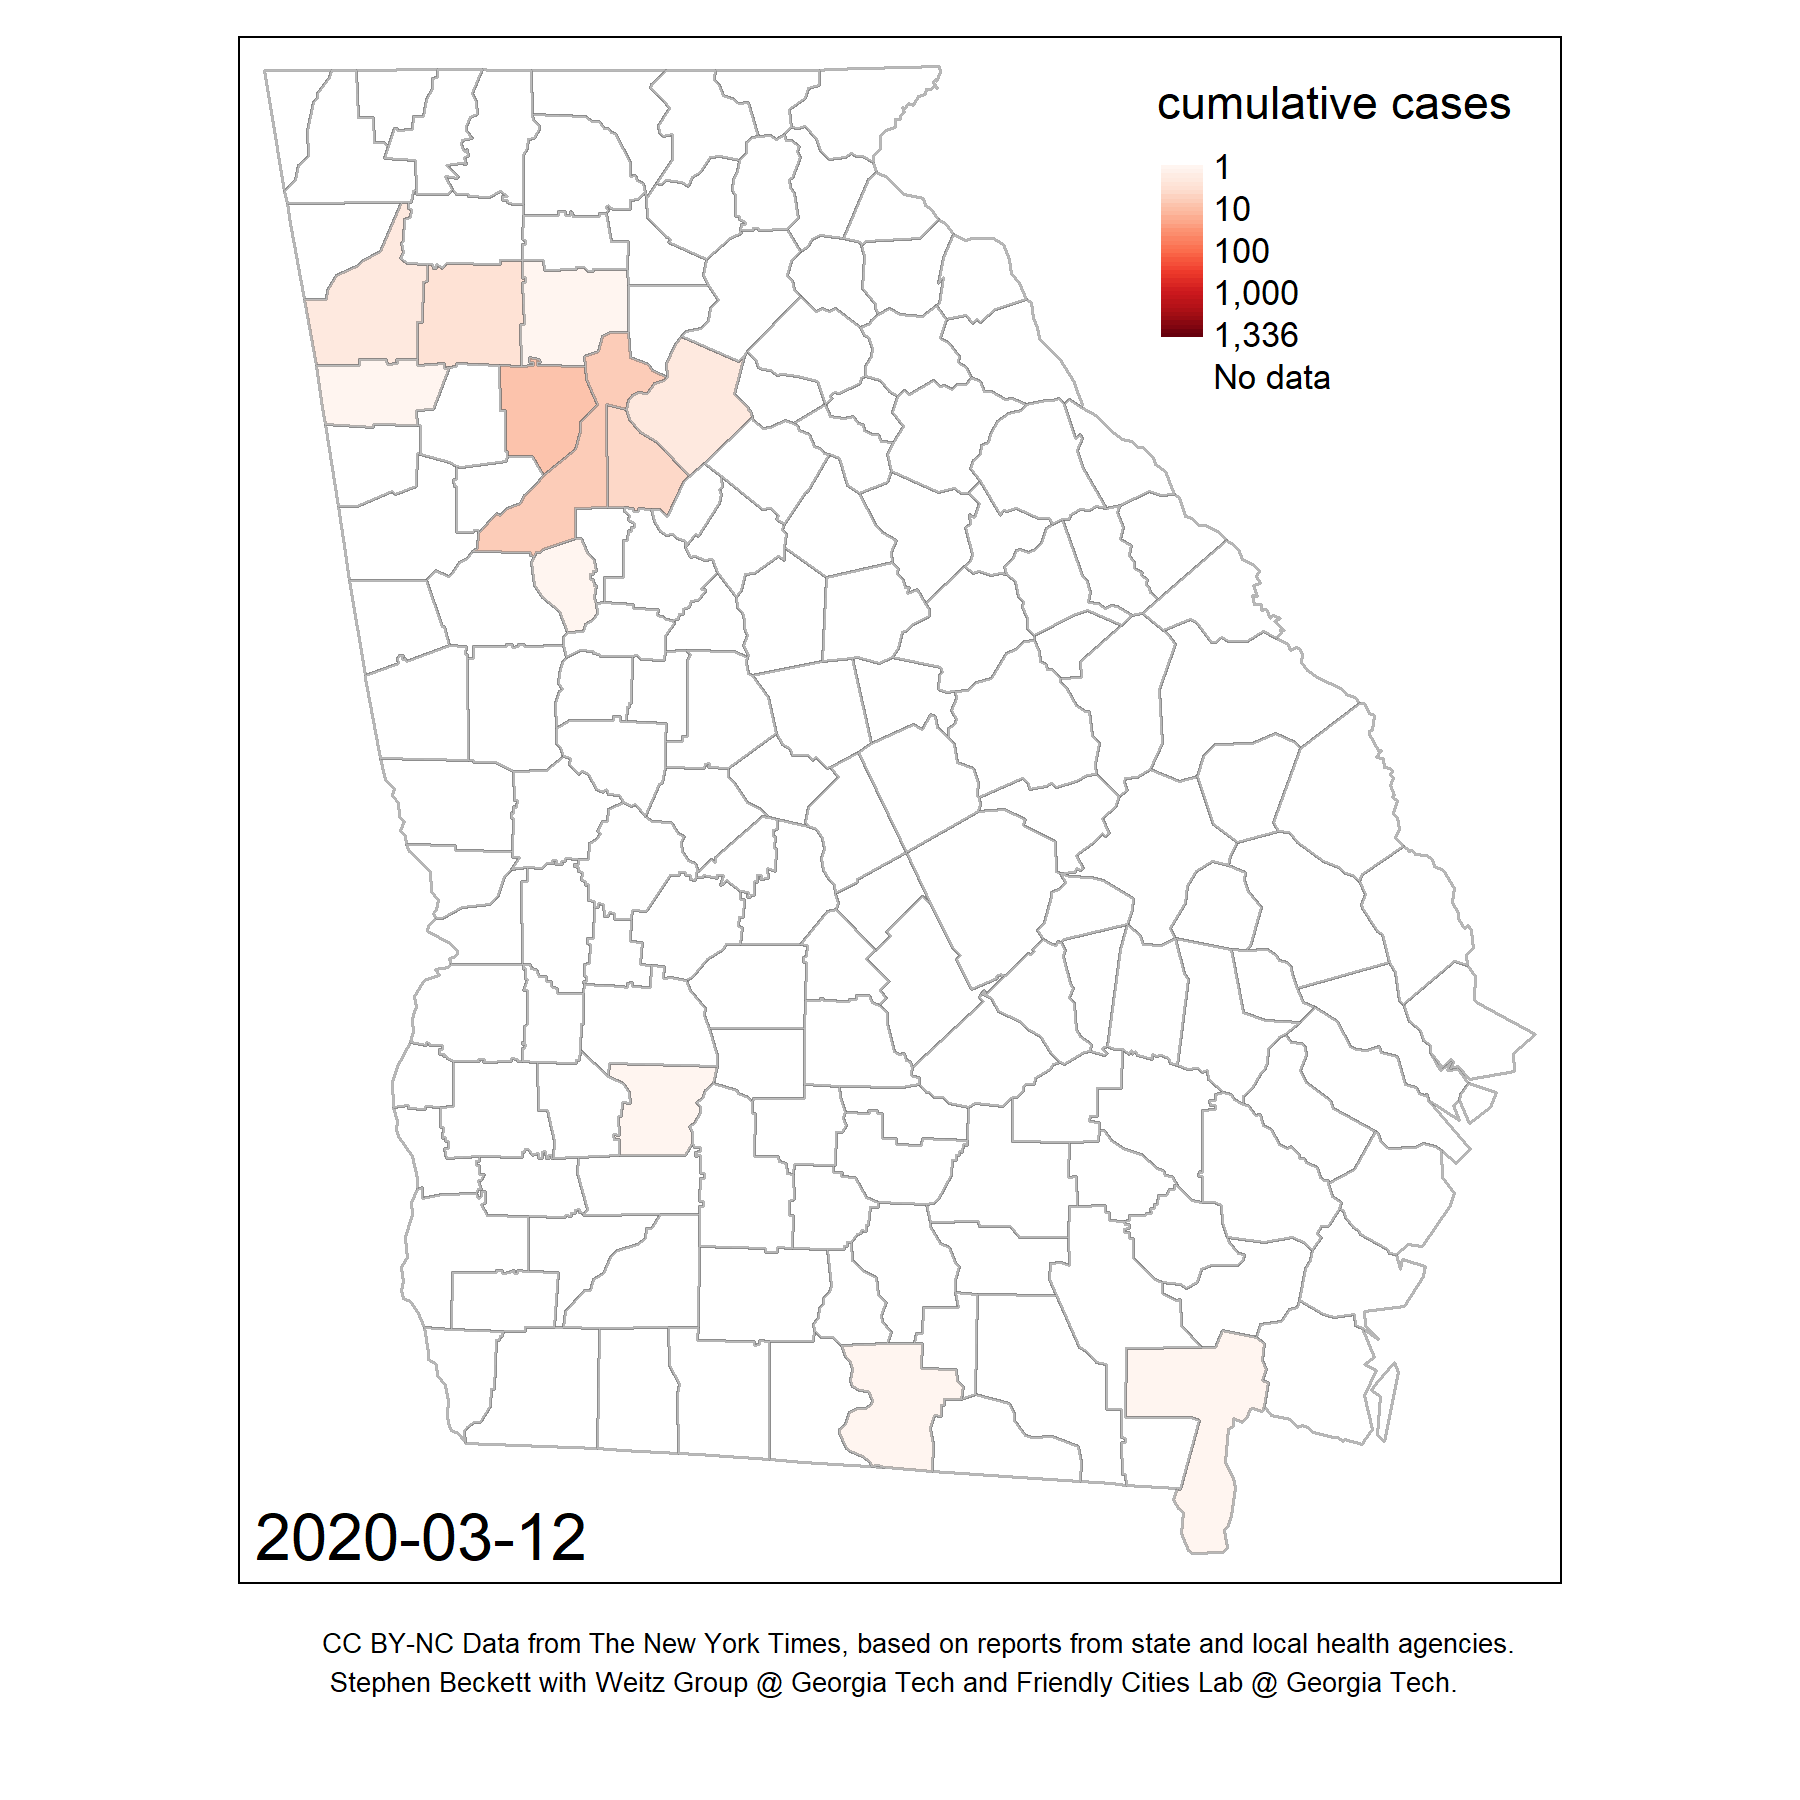 cumulative cases
1
10
100
1,000
1,336
No data
2020-03-12
CC BY-NC Data from The New York Times, based on reports from state and local health agencies.
Stephen Beckett with Weitz Group @ Georgia Tech and Friendly Cities Lab @ Georgia Tech.